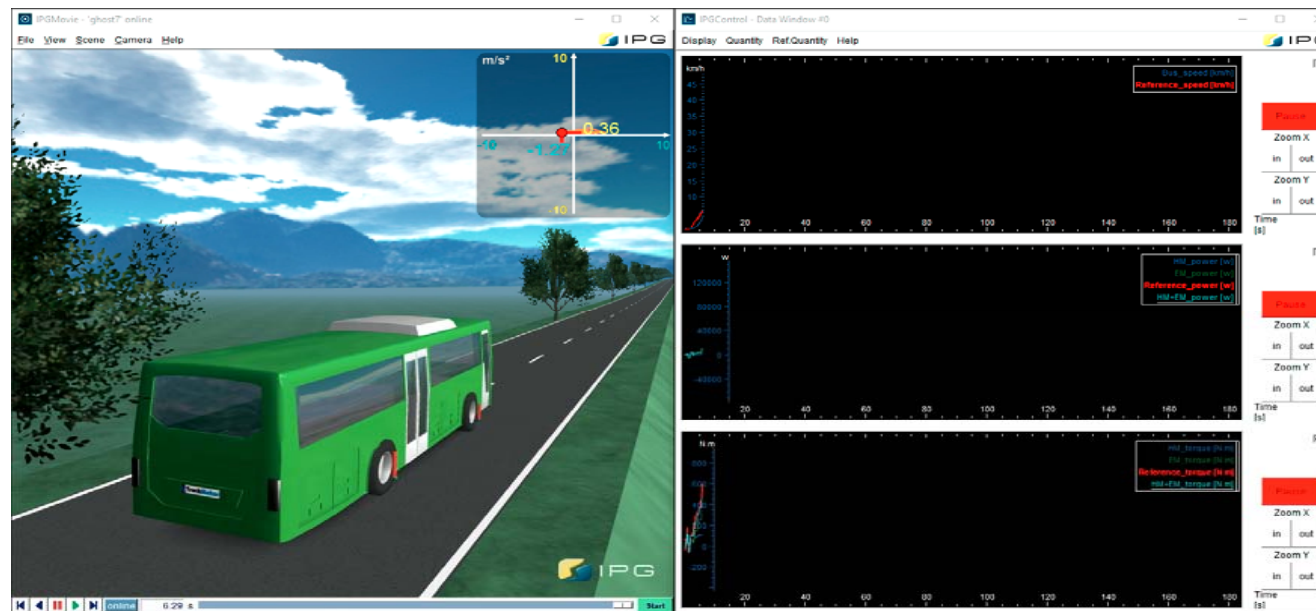 IPGMovie - 'ghost7' online
File View Scene Camera Help
IPG
m/s²
10
0.36
-10
-1.27
10
-10
IPG
online 6.29 s Start
IPGControl - Data Window #0
Display Quantity Ref.Quantity Help
IPG
km/h
Bus_speed [km/h]
Reference_speed [km/h]
45
40
35
30
25
20
15
10
20 40 60 80 100 120 140 160 180
Time
[s]
Pause
Zoom X
in out
Zoom Y
in out
w
HM_power [w]
EM_power [w]
Reference_power [w]
HM+EM_power [w]
120000
80000
40000
0
-40000
20 40 60 80 100 120 140 160 180
Time
[s]
Pause
Zoom X
in out
Zoom Y
in out
N m
HM_torque [N m]
EM_torque [N m]
Reference_torque [N m]
HM+EM_torque [N m]
800
600
400
200
0
-200
20 40 60 80 100 120 140 160 180
Time
[s]
Pause
Zoom X
in out
Zoom Y
in out